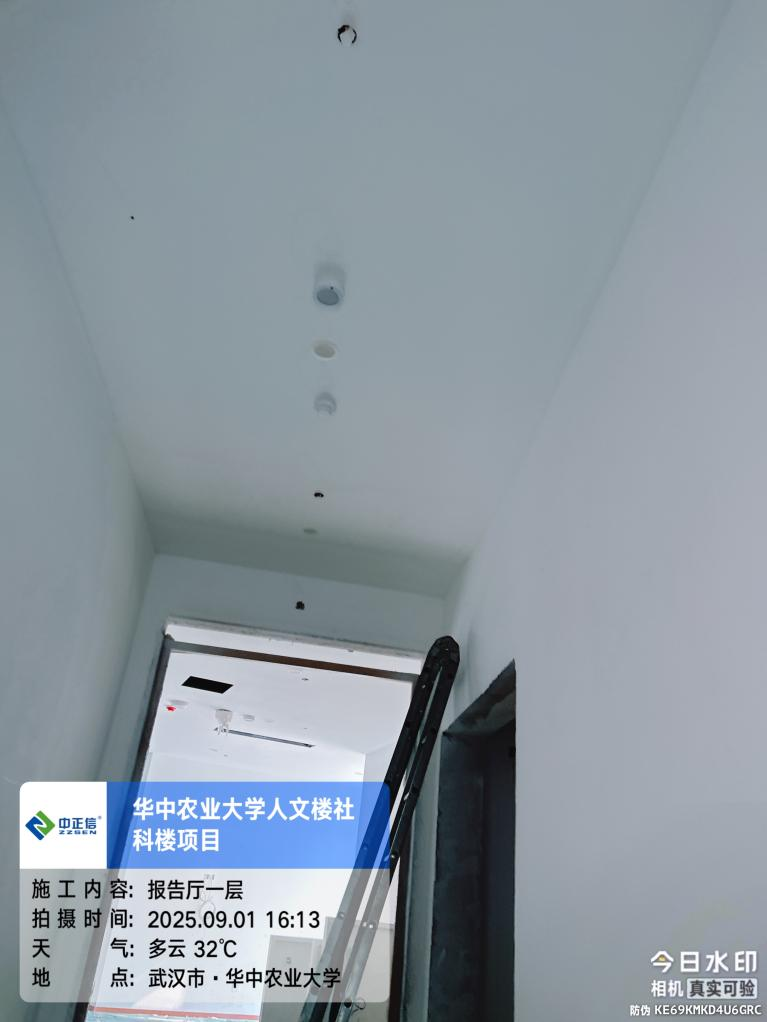 中正信®
ZZSEN
华中农业大学人文楼社
科楼项目
施工内容: 报告厅一层
拍摄时间: 2025.09.01 16:13
天气: 多云 32℃
地点: 武汉市·华中农业大学
今日水印
相机 真实可验
防伪 KE69KMKD4U6GRC